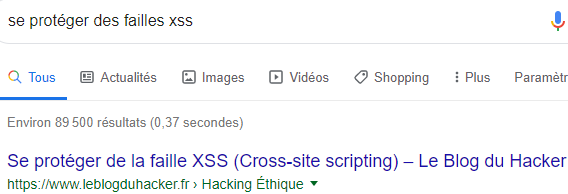 se protéger des failles xss
Tous Actualités Images Vidéos Shopping Plus Paramètr
Environ 89 500 résultats (0,37 secondes)
Se protéger de la faille XSS (Cross-site scripting) – Le Blog du Hacker
https://www.leblogduhacker.fr › Hacking Éthique